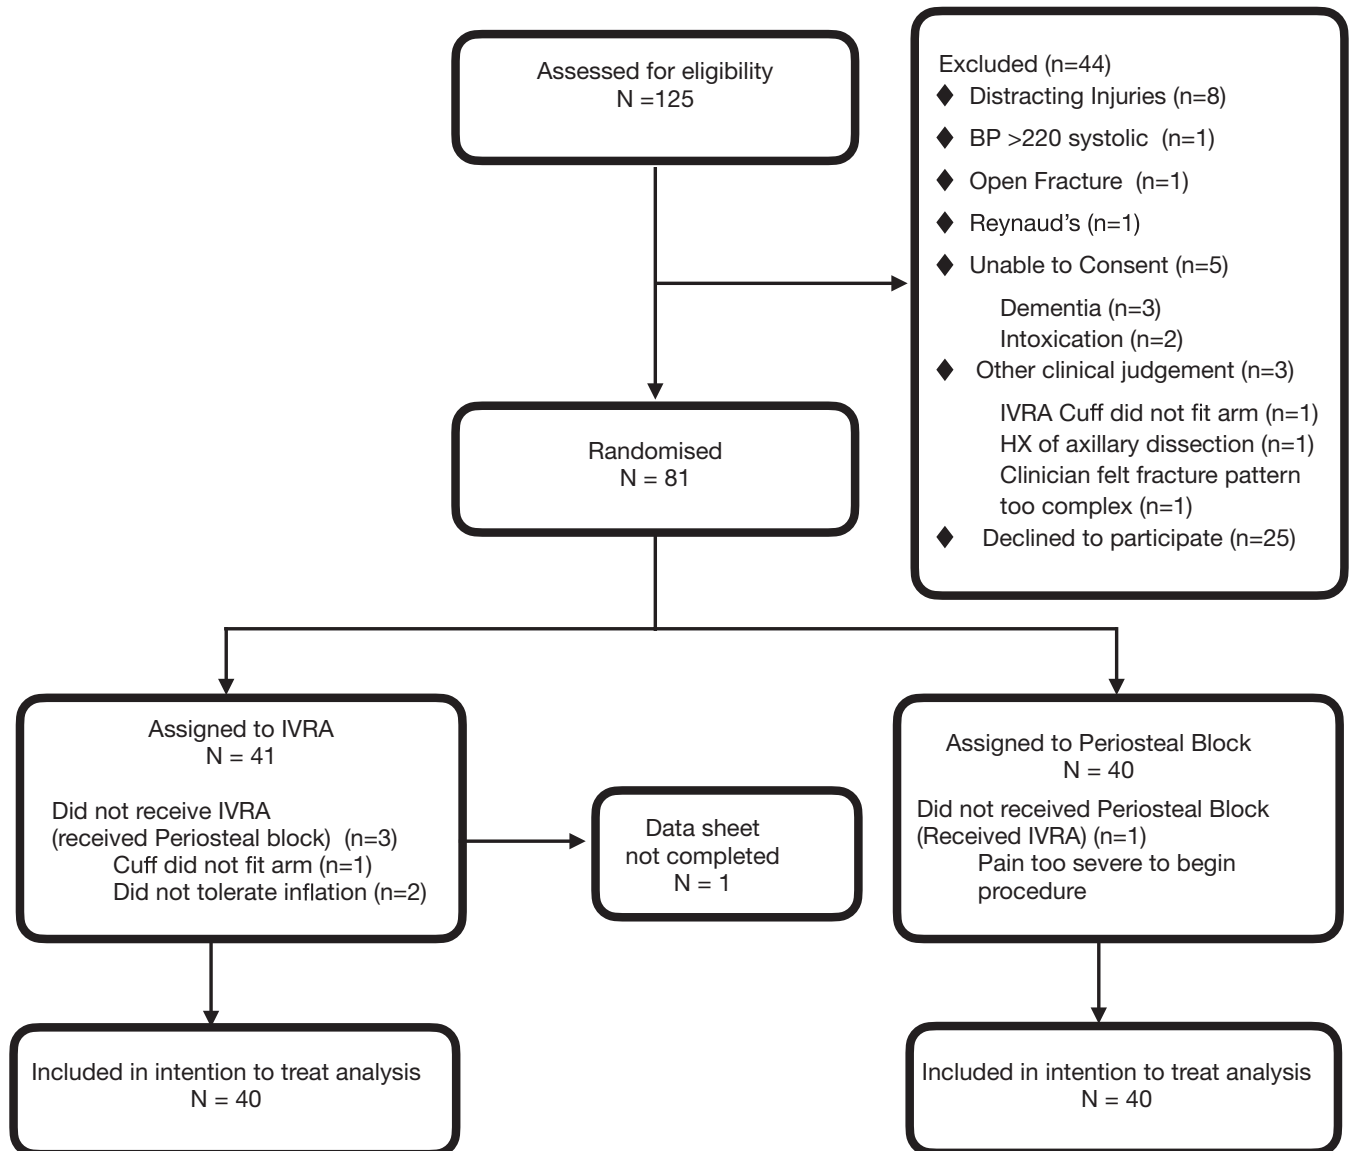 Assessed for eligibility
N =125
Excluded (n=44)
♦ Distracting Injuries (n=8)
♦ BP >220 systolic (n=1)
♦ Open Fracture (n=1)
♦ Reynaud’s (n=1)
♦ Unable to Consent (n=5)
Dementia (n=3)
Intoxication (n=2)
♦ Other clinical judgement (n=3)
IVRA Cuff did not fit arm (n=1)
HX of axillary dissection (n=1)
Clinician felt fracture pattern
too complex (n=1)
♦ Declined to participate (n=25)
Randomised
N = 81
Assigned to IVRA
N = 41
Did not receive IVRA
(received Periosteal block) (n=3)
Cuff did not fit arm (n=1)
Did not tolerate inflation (n=2)
Data sheet
not completed
N = 1
Assigned to Periosteal Block
N = 40
Did not received Periosteal Block
(Received IVRA) (n=1)
Pain too severe to begin
procedure
Included in intention to treat analysis
N = 40
Included in intention to treat analysis
N = 40